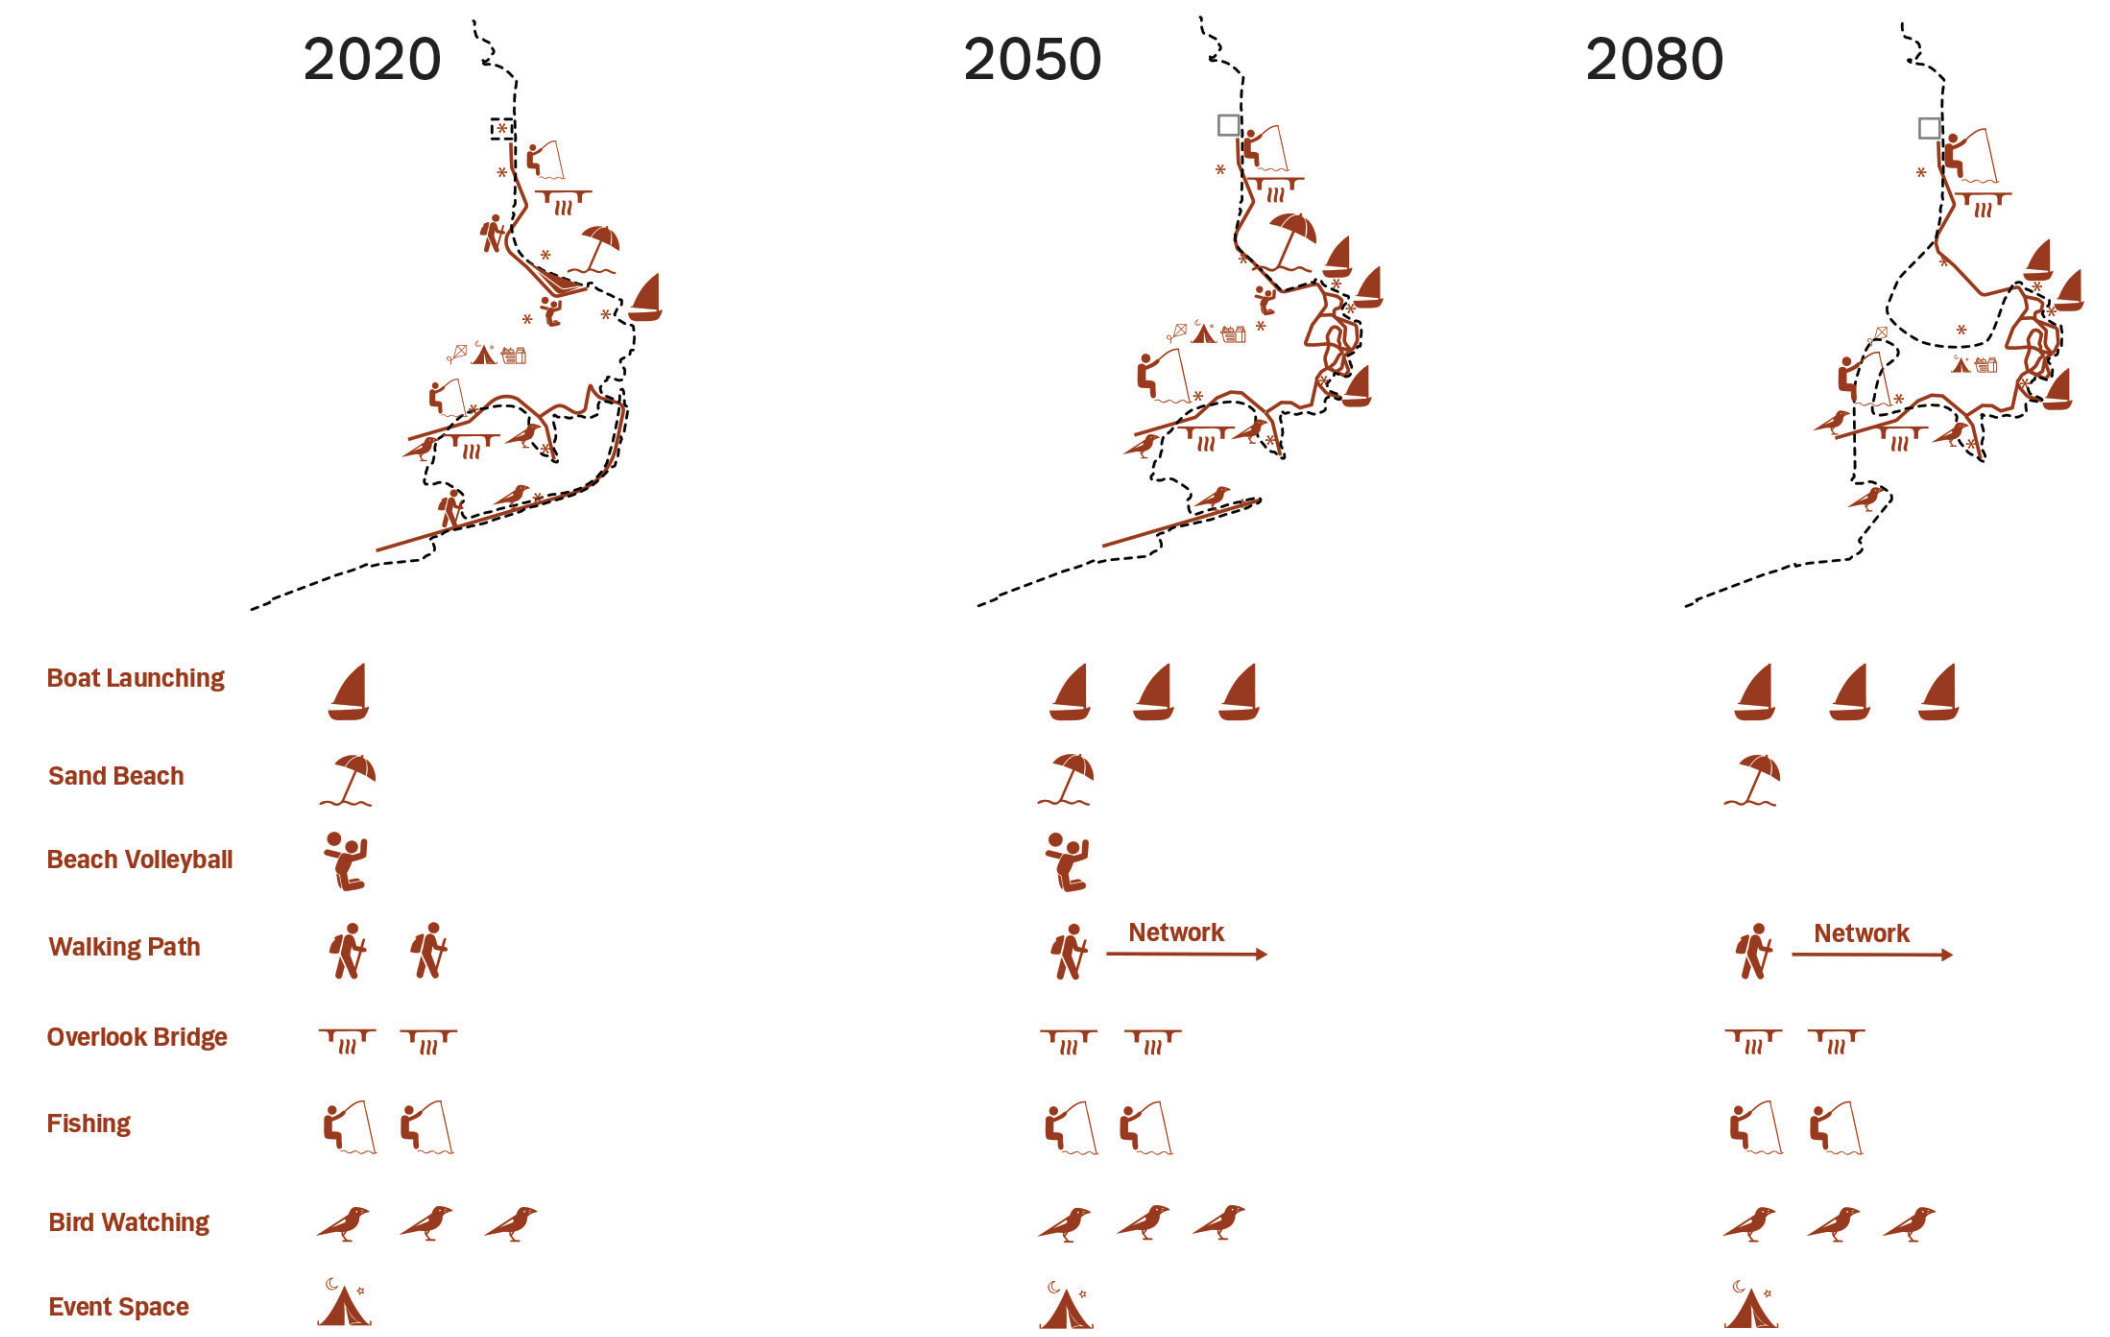 2020
2050
2080
Boat Launching
Sand Beach
Beach Volleyball
Walking Path
Network
Network
Overlook Bridge
Fishing
Bird Watching
Event Space